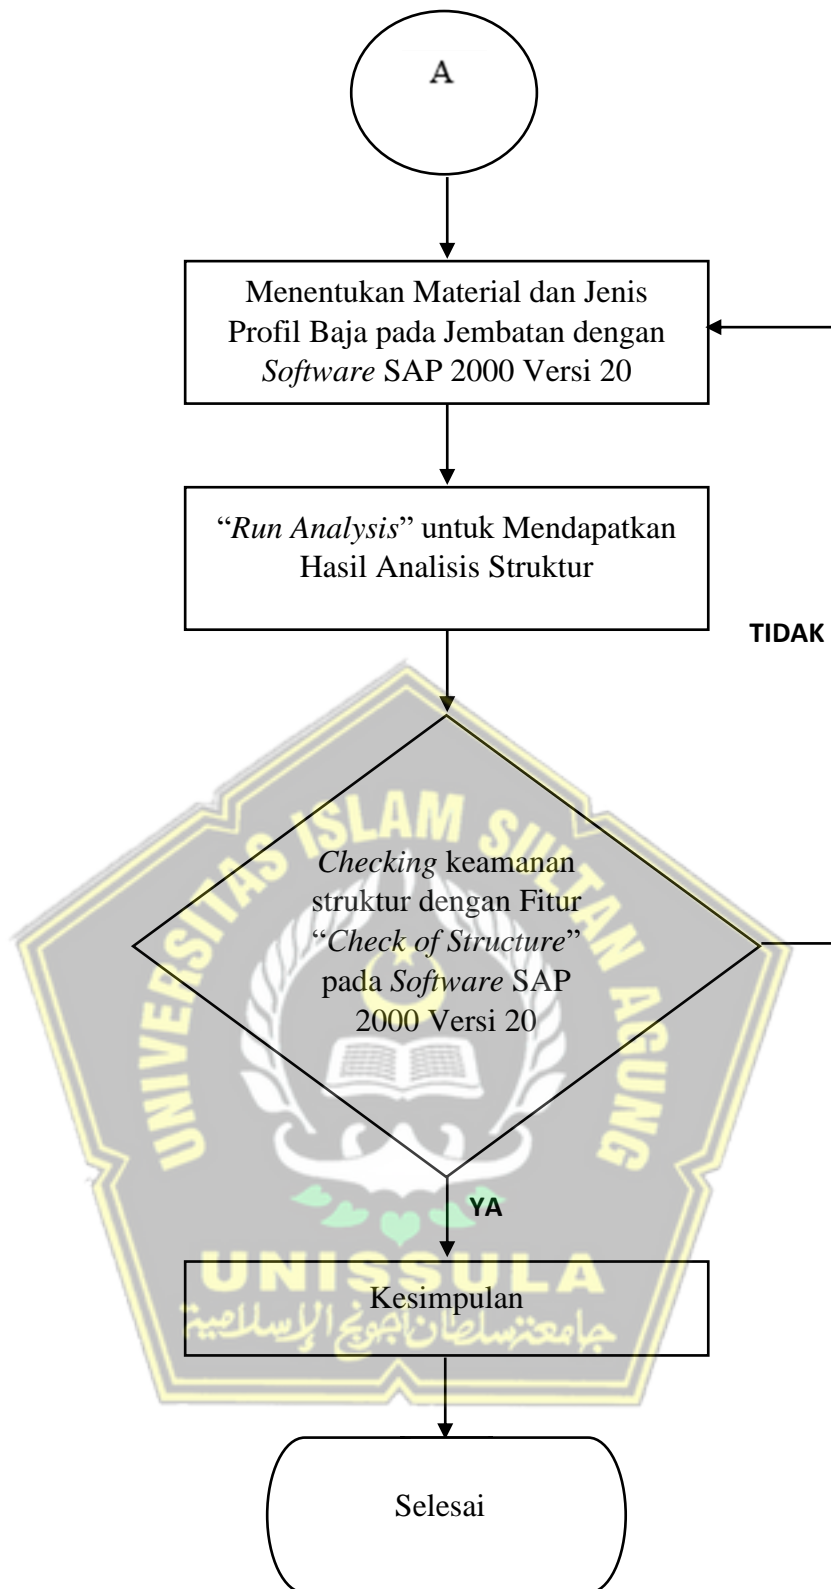 A
Menentukan Material dan Jenis
Profil Baja pada Jembatan dengan
Software SAP 2000 Versi 20
“Run Analysis” untuk Mendapatkan
Hasil Analisis Struktur
TIDAK
UNIVERSITAS ISLAM SULTAN AGUNG
Checking keamanan
struktur dengan Fitur
“Check of Structure”
pada Software SAP
2000 Versi 20
YA
UNISSULA
Kesimpulan
جامعتسلطان أجونج الإسلامية
Selesai